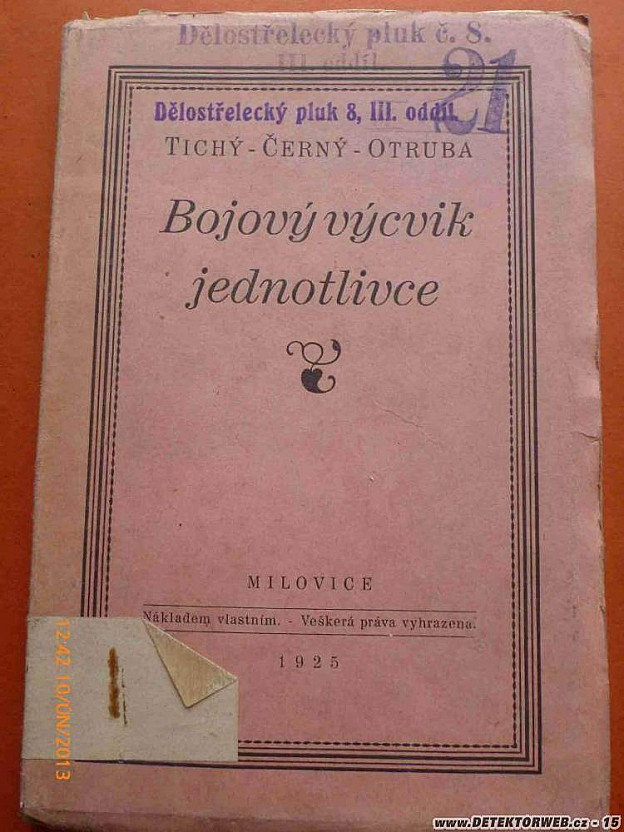 Dělostřelecký pluk č. 8.
III. oddíl.
21
Dělostřelecký pluk 8, III. oddíl.
TICHÝ - ČERNÝ - OTRUBA
Bojový výcvik
jednotlivce
MILOVICE
Nákladem vlastním. - Veškerá práva vyhrazena.
1925
12:42 10/ÚN/2013
www.DETEKTORWEB.cz - 15